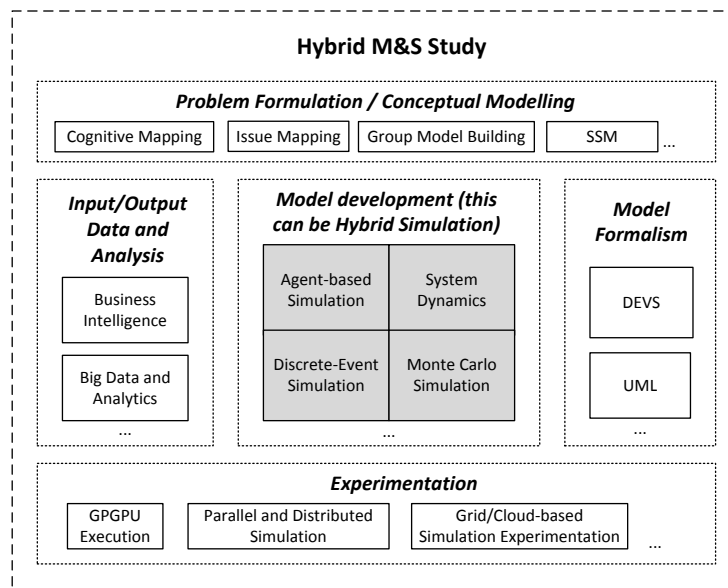 Hybrid M&S Study
Problem Formulation / Conceptual Modelling
Cognitive Mapping
Issue Mapping
Group Model Building
SSM
...
Input/Output
Data and
Analysis
Business
Intelligence
Big Data and
Analytics
...
Model development (this
can be Hybrid Simulation)
Agent-based
Simulation
System
Dynamics
Discrete-Event
Simulation
Monte Carlo
Simulation
...
Model
Formalism
DEVS
UML
...
Experimentation
GPGPU
Execution
Parallel and Distributed
Simulation
Grid/Cloud-based
Simulation Experimentation
...